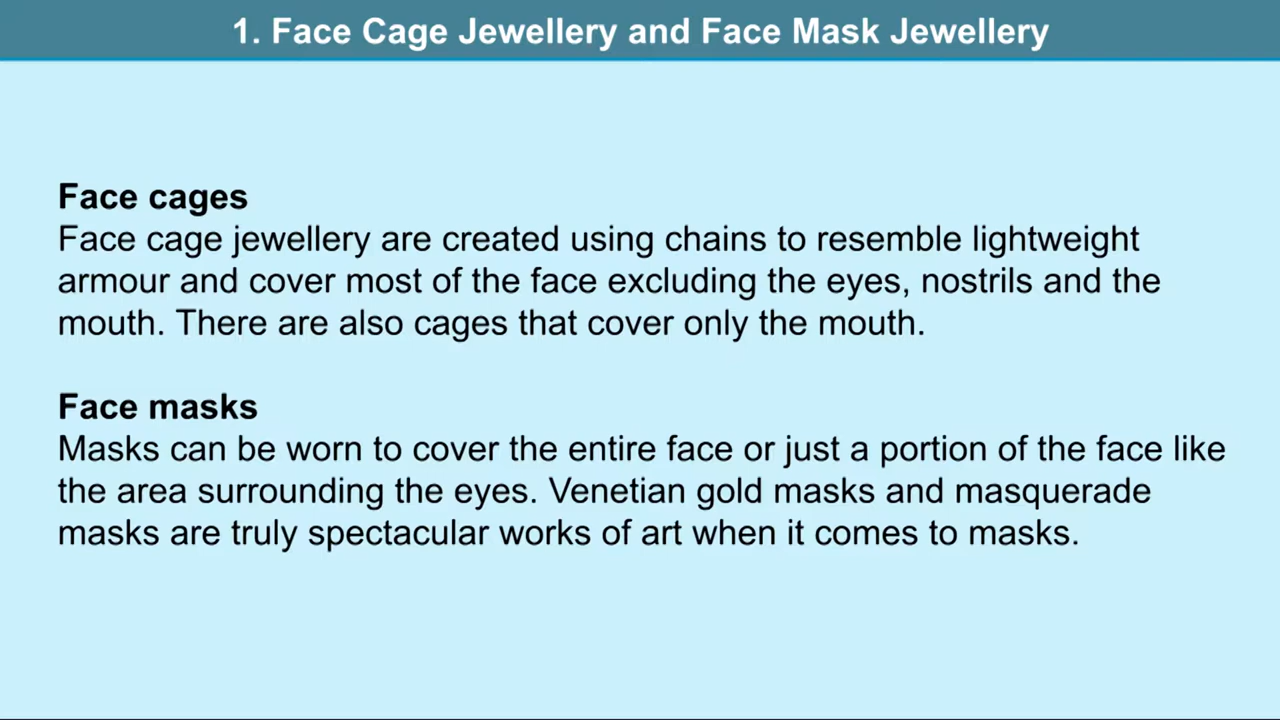 1. Face Cage Jewellery and Face Mask Jewellery
Face cages
Face cage jewellery are created using chains to resemble lightweight
armour and cover most of the face excluding the eyes, nostrils and the
mouth. There are also cages that cover only the mouth.
Face masks
Masks can be worn to cover the entire face or just a portion of the face like
the area surrounding the eyes. Venetian gold masks and masquerade
masks are truly spectacular works of art when it comes to masks.